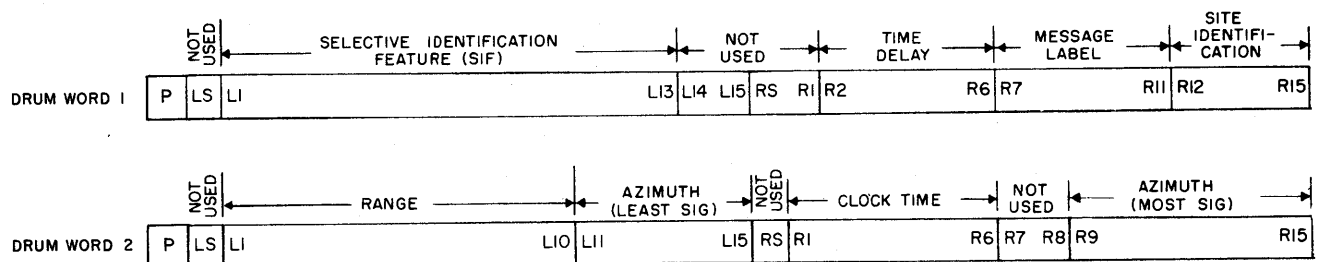 NOT USED
SELECTIVE IDENTIFICATION FEATURE (SIF)
NOT USED
TIME DELAY
MESSAGE LABEL
SITE IDENTIFI-CATION
DRUM WORD 1
P LS L1 L13 L14 L15 RS R1 R2 R6 R7 R11 R12 R15
NOT USED
RANGE
AZIMUTH (LEAST SIG)
NOT USED
CLOCK TIME
NOT USED
AZIMUTH (MOST SIG)
DRUM WORD 2
P LS L1 L10 L11 L15 RS R1 R6 R7 R8 R9 R15